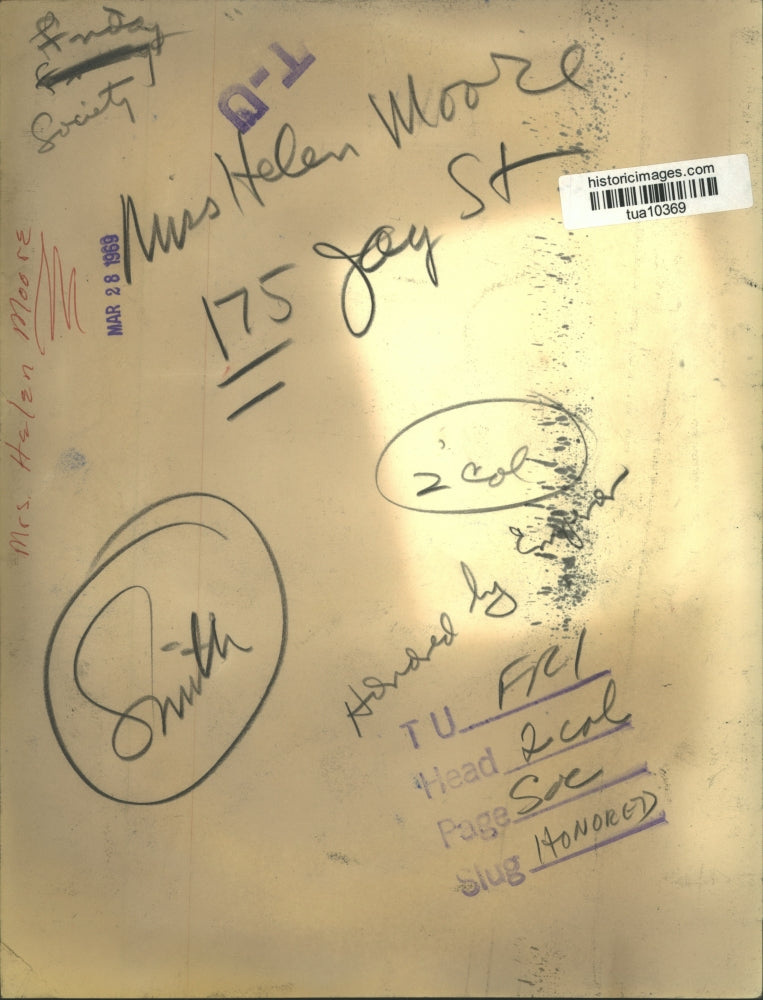 Friday
Society
T-U
Mrs Helen Moore
175 Jay St
historicimages.com
tua10369
MAR 28 1969
Mrs. Helen Moore
2 col
Honored by
Smith
T U FRI
Head 2 col
Page Soc
Slug HONORED